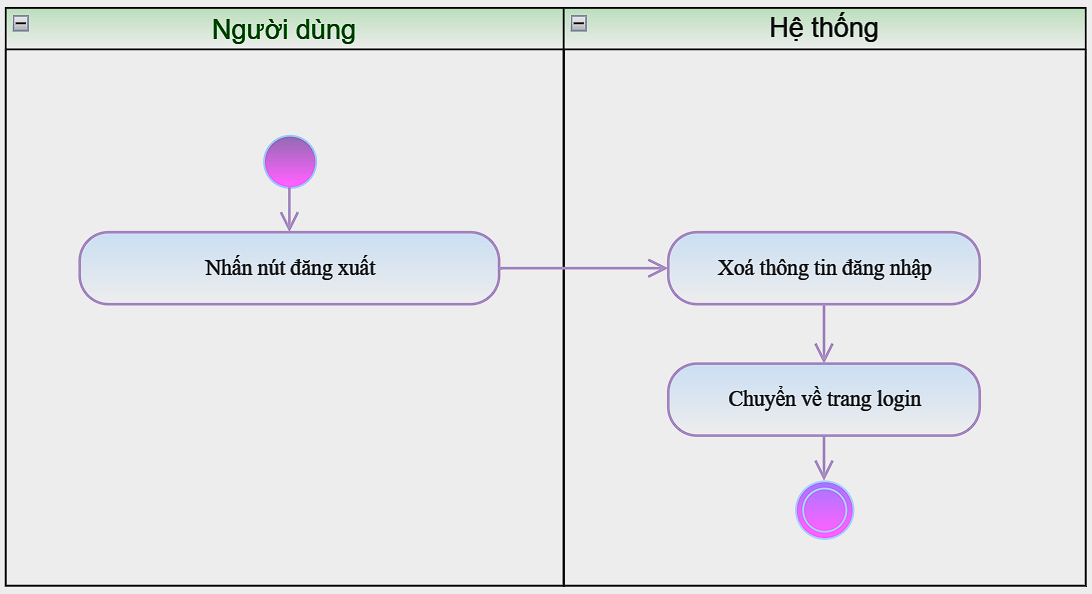 Người dùng
Hệ thống
Nhấn nút đăng xuất
Xoá thông tin đăng nhập
Chuyển về trang login